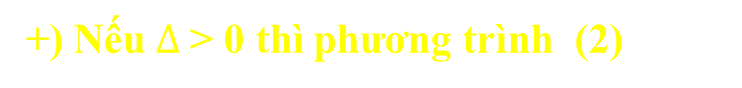 +) Nếu Δ > 0 thì phương trình (2)